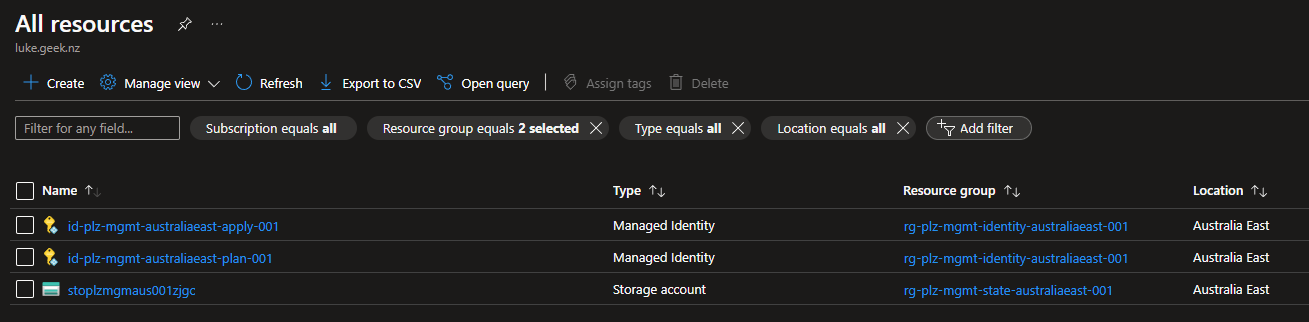 All resources
luke.geek.nz
Create Manage view Refresh Export to CSV Open query Assign tags Delete
Filter for any field... Subscription equals all Resource group equals 2 selected Type equals all Location equals all Add filter
Name Type Resource group Location
id-plz-mgmt-australiaeast-apply-001 Managed Identity rg-plz-mgmt-identity-australiaeast-001 Australia East
id-plz-mgmt-australiaeast-plan-001 Managed Identity rg-plz-mgmt-identity-australiaeast-001 Australia East
stoplzmgmaus001zjgc Storage account rg-plz-mgmt-state-australiaeast-001 Australia East